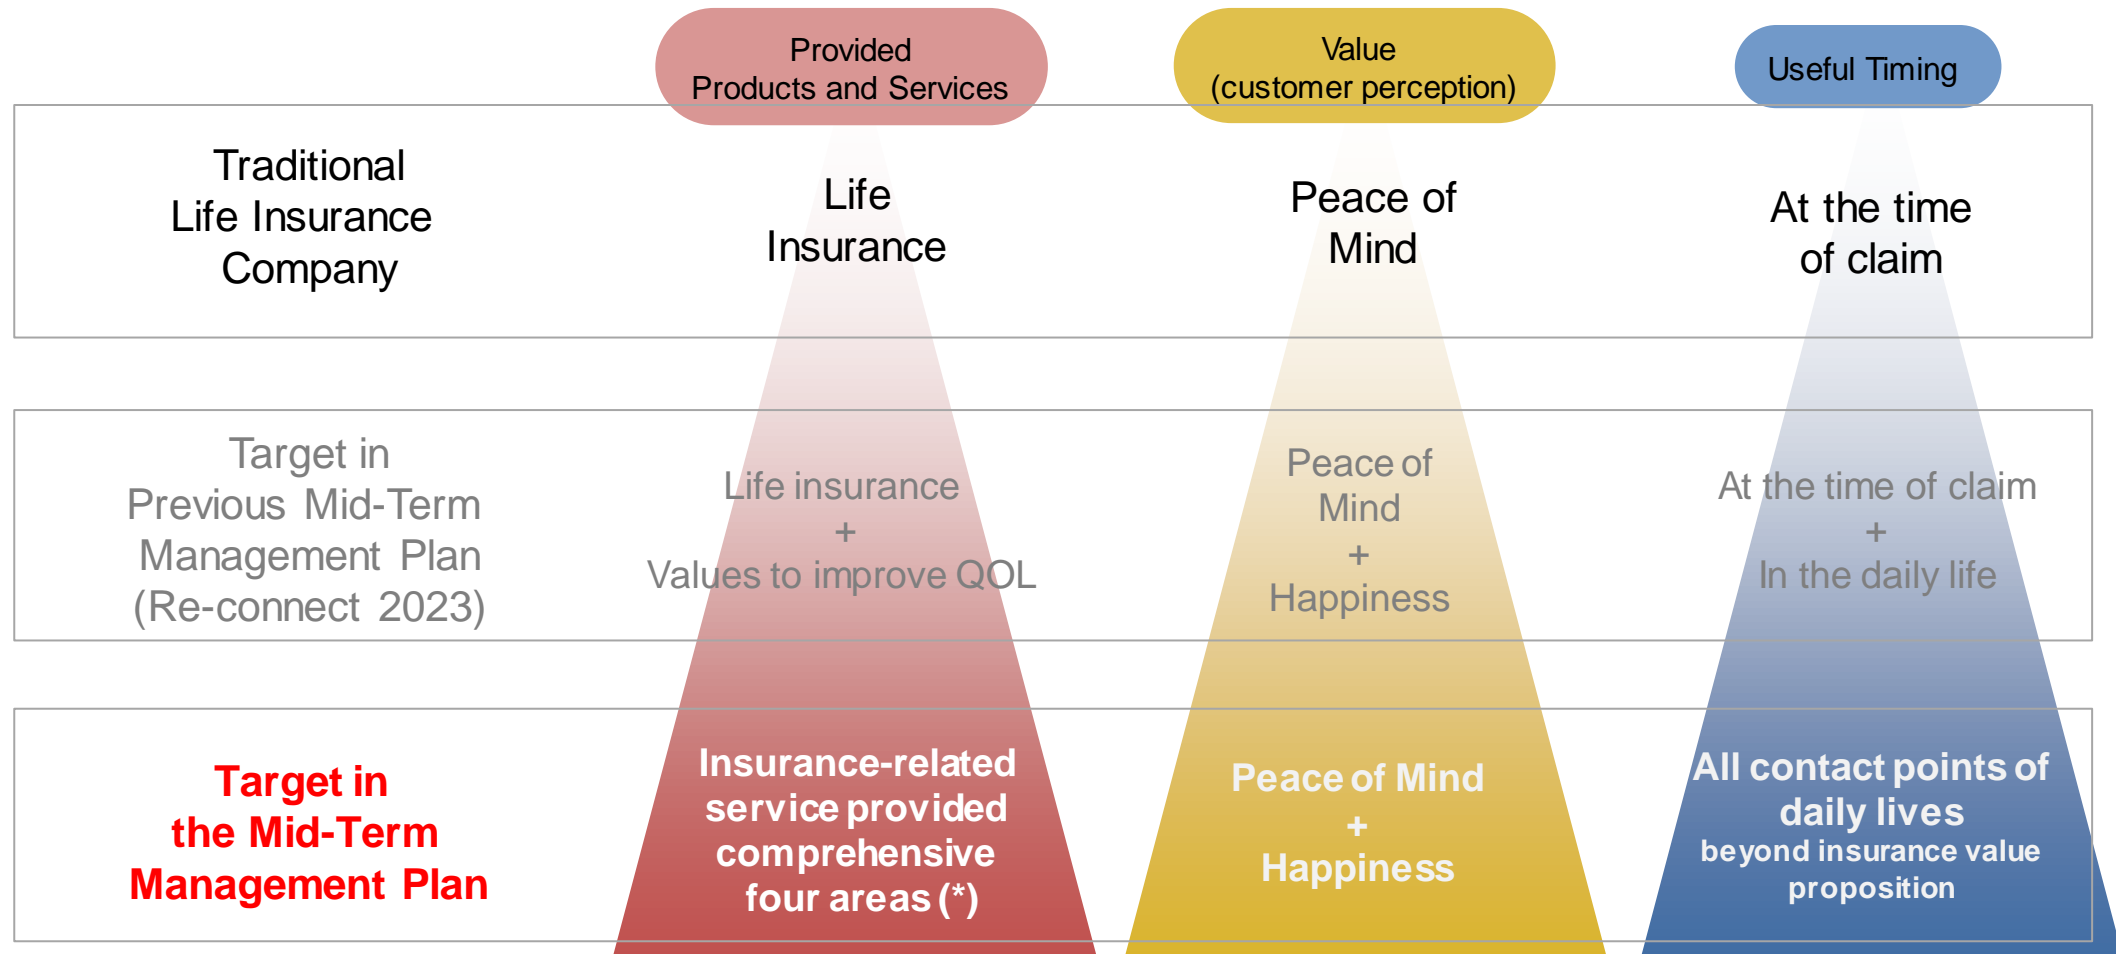 Provided
Products and Services
Value
(customer perception)
Useful Timing
Traditional
Life Insurance
Company
Life
Insurance
Peace of
Mind
At the time
of claim
Target in
Previous Mid-Term
Management Plan
(Re-connect 2023)
Life insurance
+
Values to improve QOL
Peace of
Mind
+
Happiness
At the time of claim
+
In the daily life
Target in
the Mid-Term
Management Plan
Insurance-related
service provided
comprehensive
four areas (*)
Peace of Mind
+
Happiness
All contact points of
daily lives
beyond insurance value
proposition